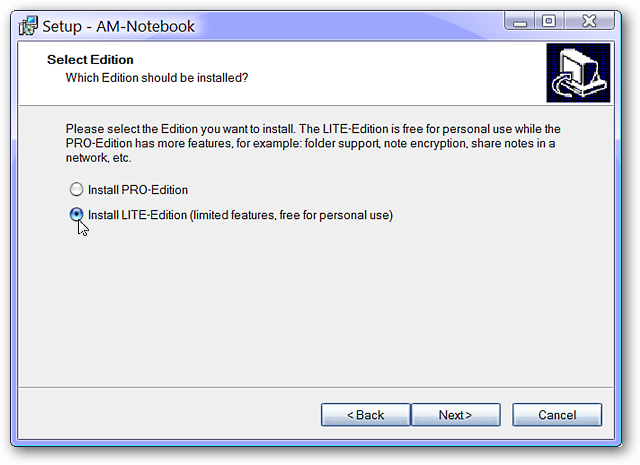 Setup - AM-Notebook
Select Edition
Which Edition should be installed?
Please select the Edition you want to install. The LITE-Edition is free for personal use while the
PRO-Edition has more features, for example: folder support, note encryption, share notes in a
network, etc.
Install PRO-Edition
Install LITE-Edition (limited features, free for personal use)
< Back Next > Cancel